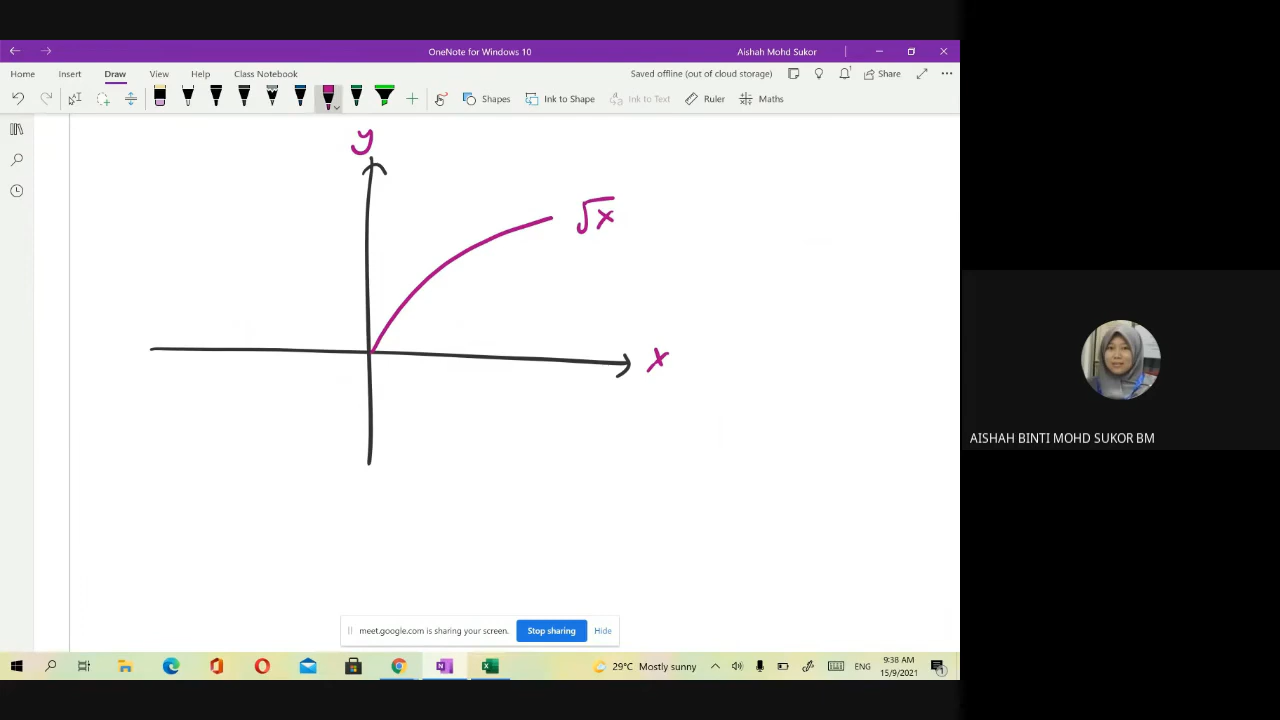 OneNote for Windows 10
Aishah Mohd Sukor
Home Insert Draw View Help Class Notebook
Saved offline (out of cloud storage)
Share
Shapes
Ink to Shape
Ink to Text
Ruler
Maths
y
√x
x
AISHAH BINTI MOHD SUKOR BM
meet.google.com is sharing your screen.
Stop sharing
Hide
29°C Mostly sunny
ENG
9:38 AM
15/9/2021
1